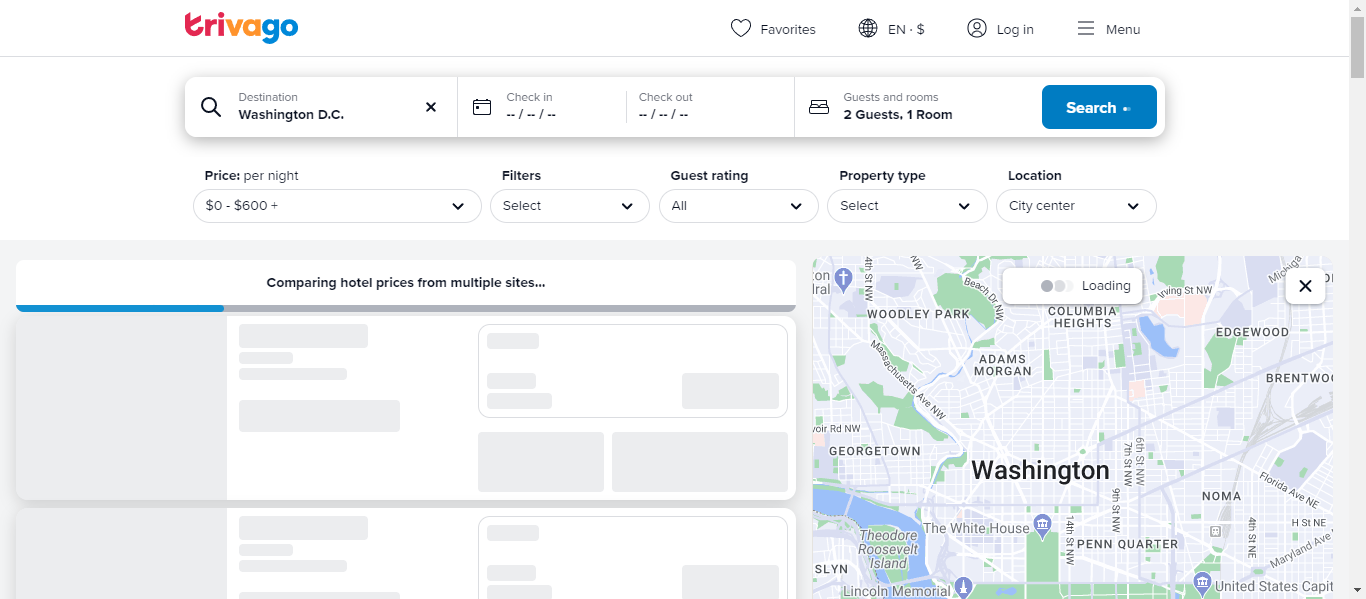 trivago
Favorites
EN · $
Log in
Menu
Destination
Washington D.C.
Check in
-- / -- / --
Check out
-- / -- / --
Guests and rooms
2 Guests, 1 Room
Search
Price: per night
$0 - $600 +
Filters
Select
Guest rating
All
Property type
Select
Location
City center
Comparing hotel prices from multiple sites...
Loading
4th St NW
NW
Beach Dr NW
Irving St NW
Michiga
WOODLEY PARK
COLUMBIA
HEIGHTS
EDGEWOOD
Massachusetts Ave NW
ADAMS
MORGAN
BRENTWOO
voir Rd NW
GEORGETOWN
7th St NW
6th St NW
Washington
Florida Ave NE
9th St NW
NOMA
The White House
14th St NW
4th St NE
H St NE
Theodore
Roosevelt
Island
PENN QUARTER
Maryland Ave
SLYN
Lincoln Memorial
United States Capit